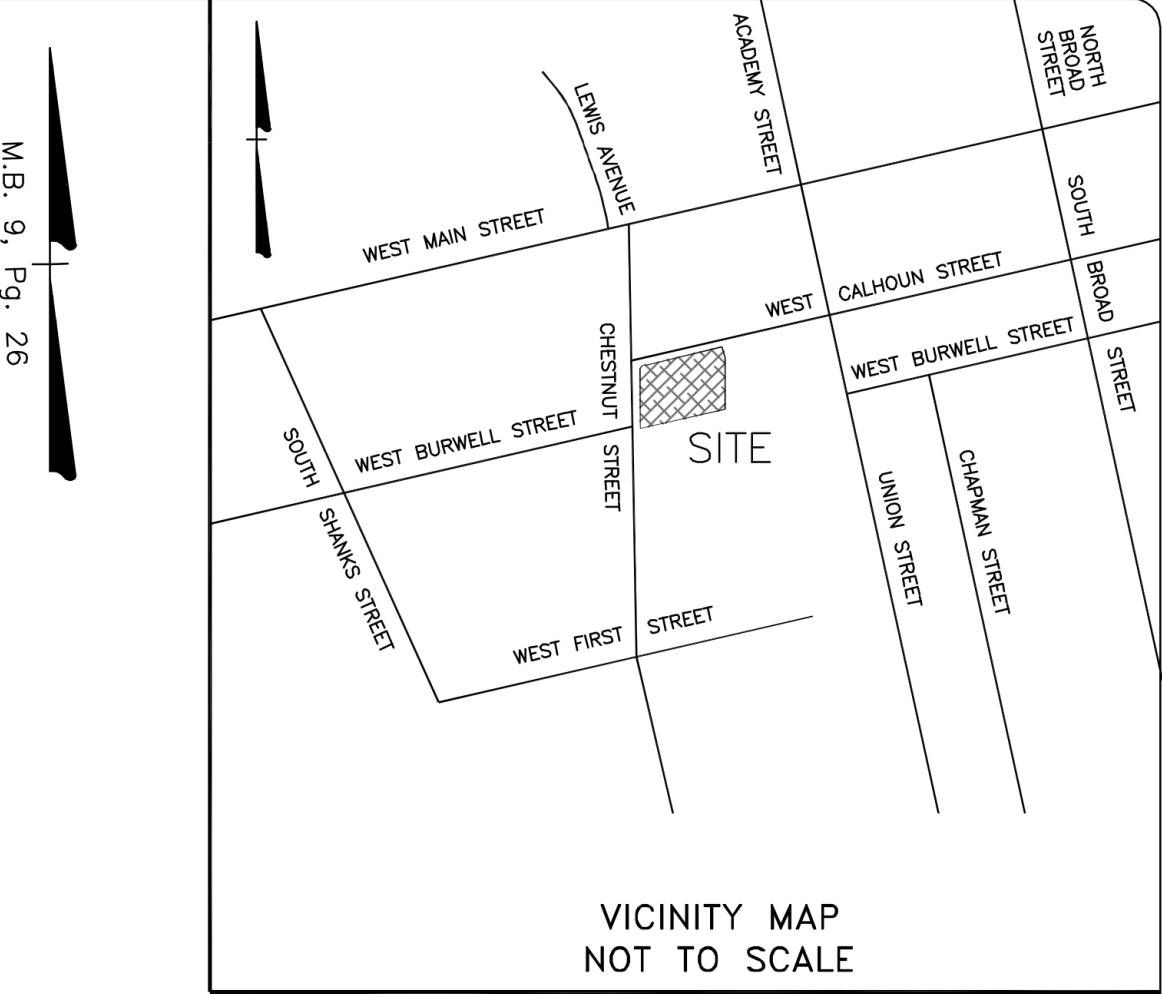 M.B. 9, Pg. 26
LEWIS AVENUE
ACADEMY STREET
NORTH
BROAD
STREET
WEST MAIN STREET
SOUTH BROAD STREET
WEST CALHOUN STREET
CHESTNUT STREET
WEST BURWELL STREET
WEST BURWELL STREET
SITE
SOUTH SHANKS STREET
UNION STREET
CHAPMAN STREET
WEST FIRST STREET
VICINITY MAP
NOT TO SCALE